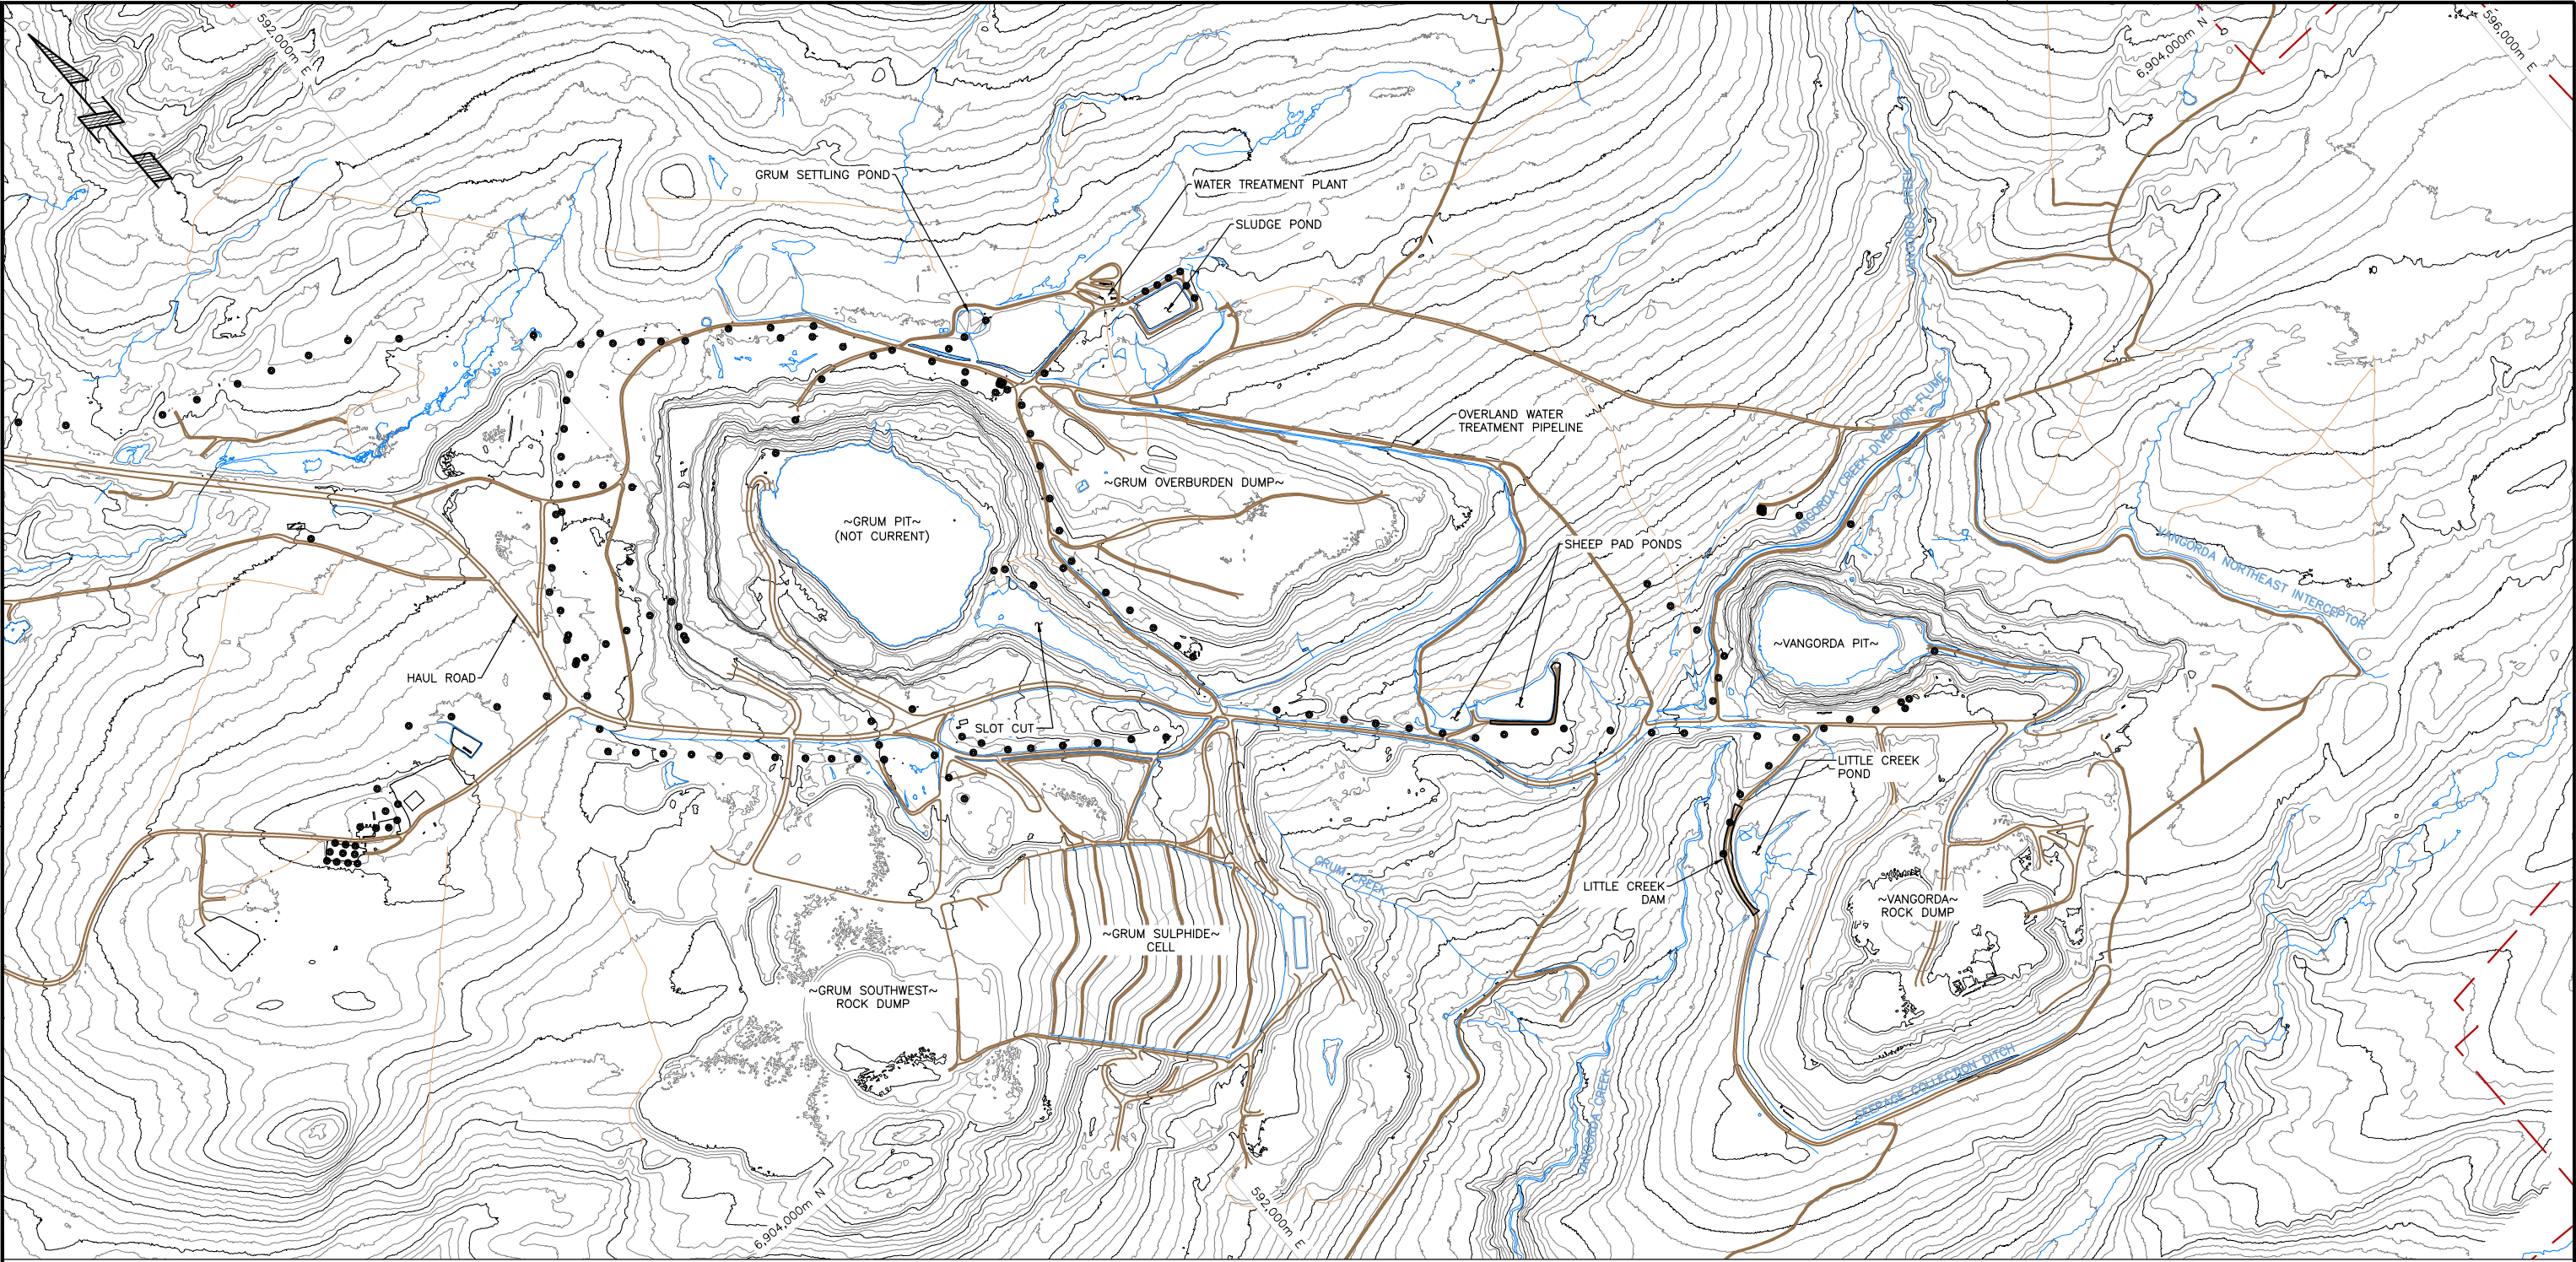 592,000m E
6,904,000m N
596,000m E
GRUM SETTLING POND
WATER TREATMENT PLANT
SLUDGE POND
VANGORDA CREEK
OVERLAND WATER
TREATMENT PIPELINE
VANGORDA CREEK DIVERSION FLUME
~GRUM OVERBURDEN DUMP~
~GRUM PIT~
(NOT CURRENT)
SHEEP PAD PONDS
VANGORDA NORTHEAST INTERCEPTOR
~VANGORDA PIT~
HAUL ROAD
SLOT CUT
LITTLE CREEK
POND
GRUM CREEK
LITTLE CREEK
DAM
~VANGORDA~
ROCK DUMP
~GRUM SULPHIDE~
CELL
~GRUM SOUTHWEST~
ROCK DUMP
SEEPAGE COLLECTION DITCH
VANGORDA CREEK
6,904,000m N
592,000m E